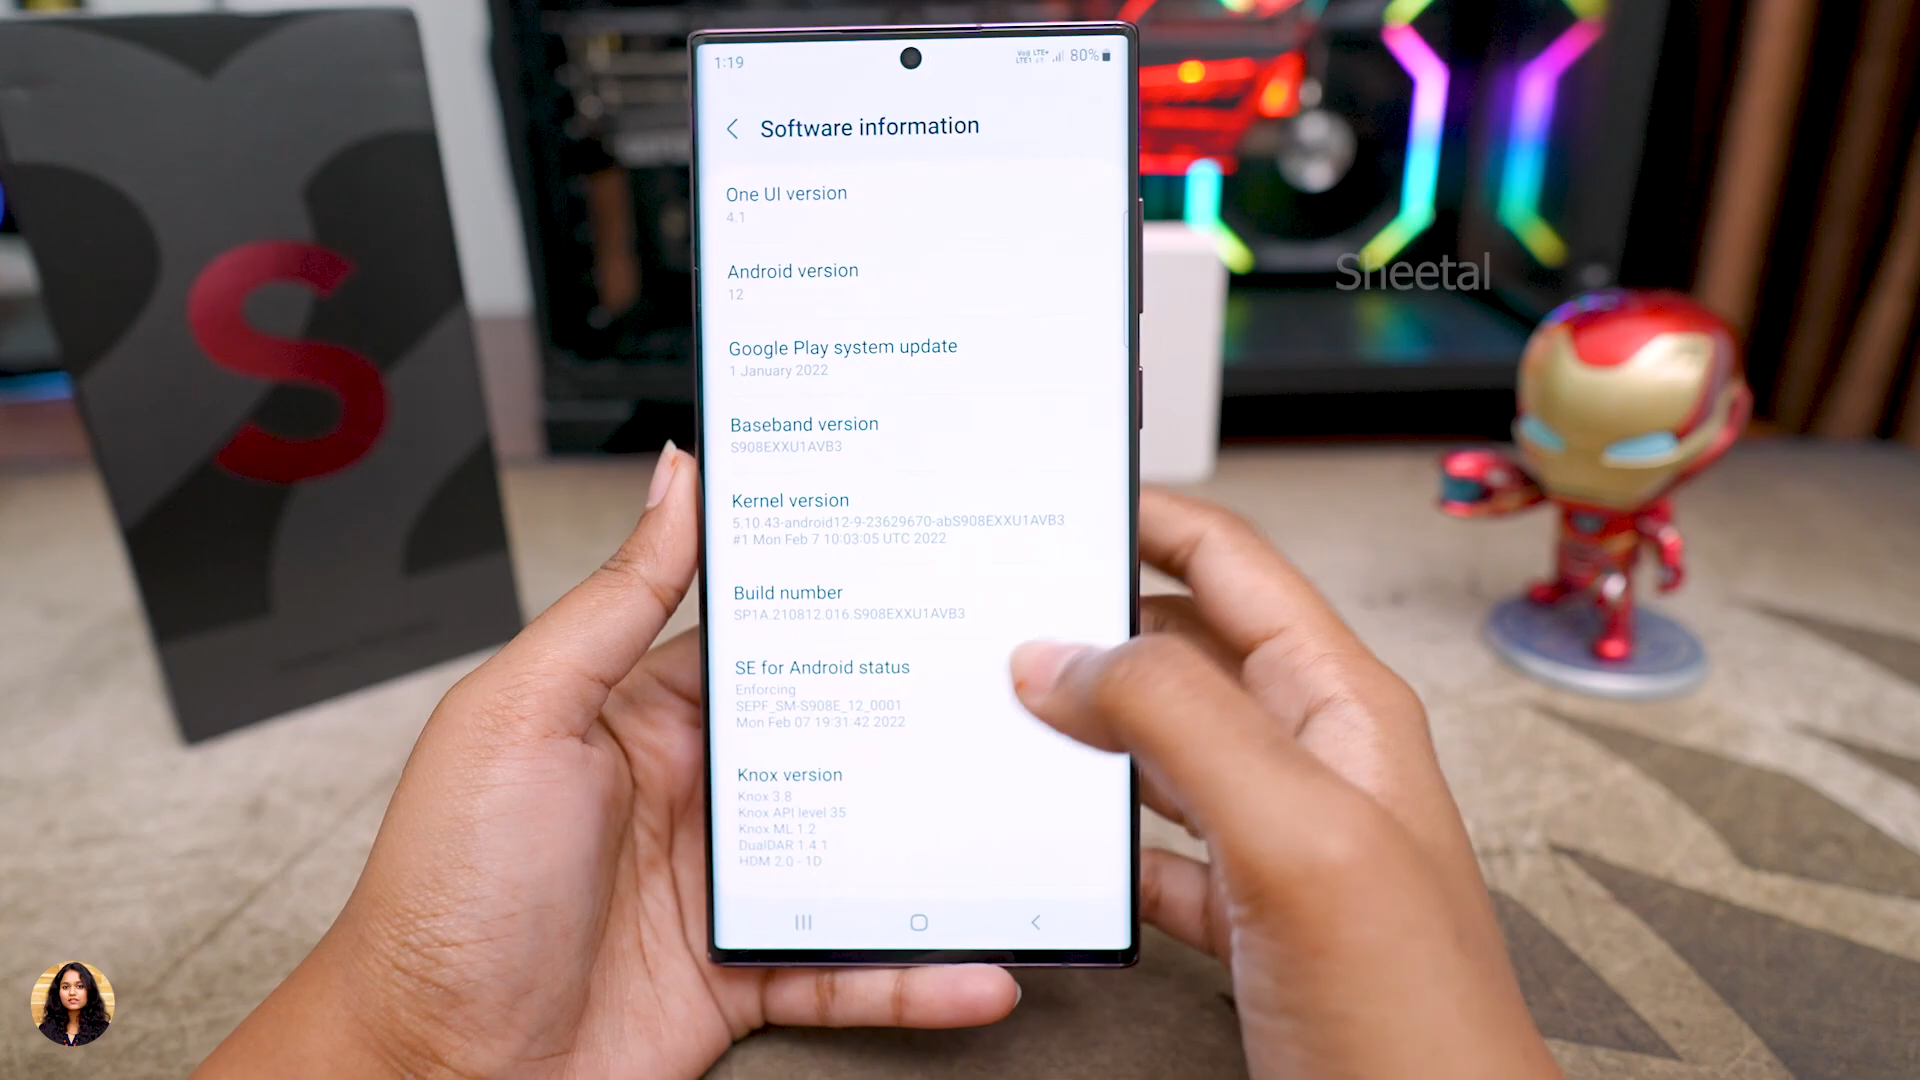 S
1:19
Vo) LTE+
LTE1
80%
Software information
One UI version
4.1
Android version
12
Google Play system update
1 January 2022
Baseband version
S908EXXU1AVB3
Kernel version
5.10.43-android12-9-23629670-abS908EXXU1AVB3
#1 Mon Feb 7 10:03:05 UTC 2022
Build number
SP1A.210812.016.S908EXXU1AVB3
SE for Android status
Enforcing
SEPF_SM-S908E_12_0001
Mon Feb 07 19:31:42 2022
Knox version
Knox 3.8
Knox API level 35
Knox ML 1.2
DualDAR 1.4.1
HDM 2.0 - 1D
Sheetal